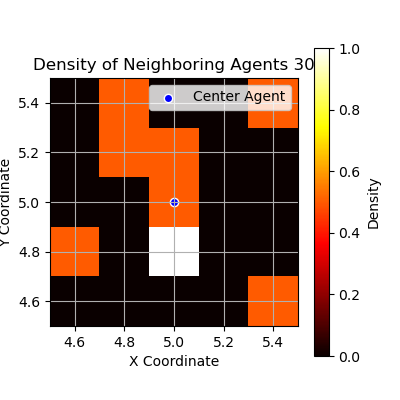 Density of Neighboring Agents 30
Center Agent
Y Coordinate
5.4
5.2
5.0
4.8
4.6
4.6 4.8 5.0 5.2 5.4
X Coordinate
1.0
0.8
0.6
0.4
0.2
0.0
Density